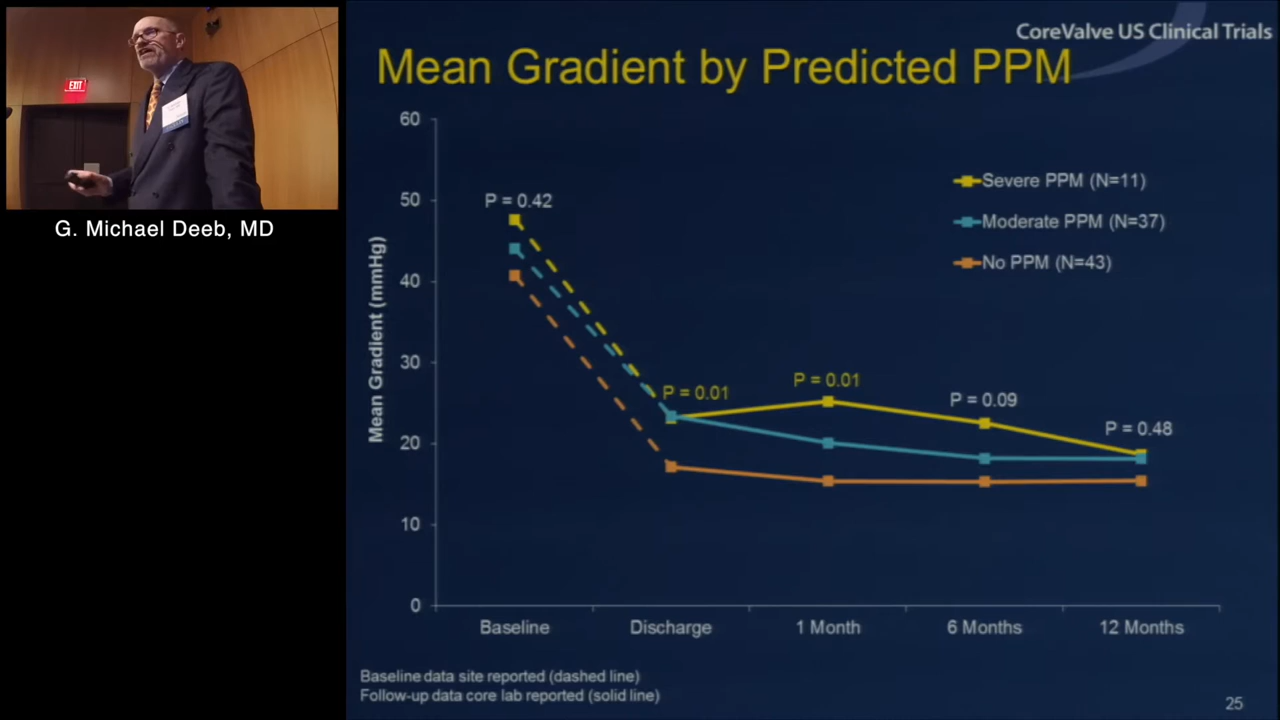 EXIT
G. Michael Deeb, MD
CoreValve US Clinical Trials
Mean Gradient by Predicted PPM
Mean Gradient (mmHg)
60
50
40
30
20
10
0
P = 0.42
P = 0.01
P = 0.01
P = 0.09
P = 0.48
Severe PPM (N=11)
Moderate PPM (N=37)
No PPM (N=43)
Baseline
Discharge
1 Month
6 Months
12 Months
Baseline data site reported (dashed line)
Follow-up data core lab reported (solid line)
25